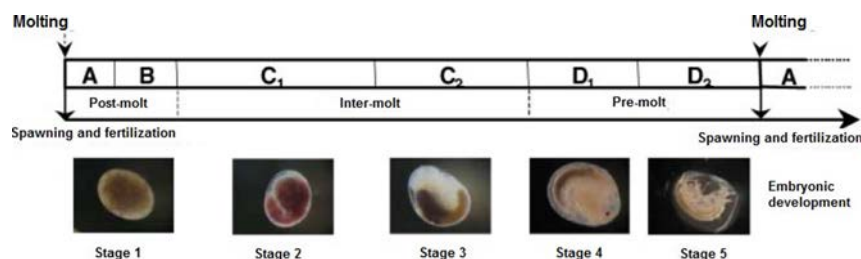 Molting Molting
A B C₁ C₂ D₁ D₂ A
Post-molt Inter-molt Pre-molt
Spawning and fertilization Spawning and fertilization
Embryonic
development
Stage 1 Stage 2 Stage 3 Stage 4 Stage 5